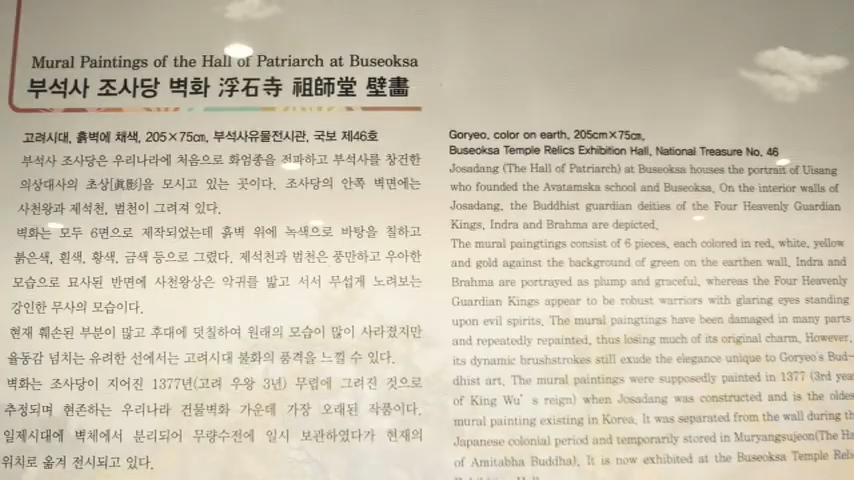 Mural Paintings of the Hall of Patriarch at Buseoksa
부석사 조사당 벽화 浮石寺 祖師堂 壁畵
고려시대, 흙벽에 채색, 205×75㎝, 부석사유물전시관, 국보 제46호
부석사 조사당은 우리나라에 처음으로 화엄종을 전파하고 부석사를 창건한
의상대사의 초상[眞影]을 모시고 있는 곳이다. 조사당의 안쪽 벽면에는
사천왕과 제석천, 범천이 그려져 있다.
벽화는 모두 6면으로 제작되었는데 흙벽 위에 녹색으로 바탕을 칠하고
붉은색, 흰색, 황색, 금색 등으로 그렸다. 제석천과 범천은 풍만하고 우아한
모습으로 묘사된 반면에 사천왕상은 악귀를 밟고 서서 무섭게 노려보는
강인한 무사의 모습이다.
현재 훼손된 부분이 많고 후대에 덧칠하여 원래의 모습이 많이 사라졌지만
율동감 넘치는 유려한 선에서는 고려시대 불화의 품격을 느낄 수 있다.
벽화는 조사당이 지어진 1377년(고려 우왕 3년) 무렵에 그려진 것으로
추정되며 현존하는 우리나라 건물벽화 가운데 가장 오래된 작품이다.
일제시대에 벽체에서 분리되어 무량수전에 일시 보관하였다가 현재의
위치로 옮겨 전시되고 있다.
Goryeo, color on earth, 205cm×75㎝,
Buseoksa Temple Relics Exhibition Hall, National Treasure No. 46
Josadang (The Hall of Patriarch) at Buseoksa houses the portrait of Uisang
who founded the Avatamska school and Buseoksa. On the interior walls of
Josadang, the Buddhist guardian deities of the Four Heavenly Guardian
Kings, Indra and Brahma are depicted.
The mural paingtings consist of 6 pieces, each colored in red, white, yellow
and gold against the background of green on the earthen wall. Indra and
Brahma are portrayed as plump and graceful, whereas the Four Heavenly
Guardian Kings appear to be robust warriors with glaring eyes standing
upon evil spirits. The mural paingtings have been damaged in many parts
and repeatedly repainted, thus losing much of its original charm. However,
its dynamic brushstrokes still exude the elegance unique to Goryeo's Bud-
dhist art. The mural paintings were supposedly painted in 1377 (3rd year
of King Wu's reign) when Josadang was constructed and is the oldes
mural painting existing in Korea. It was separated from the wall during th
Japanese colonial period and temporarily stored in Muryangsujeon(The Ha
of Amitabha Buddha). It is now exhibited at the Buseoksa Temple Reli